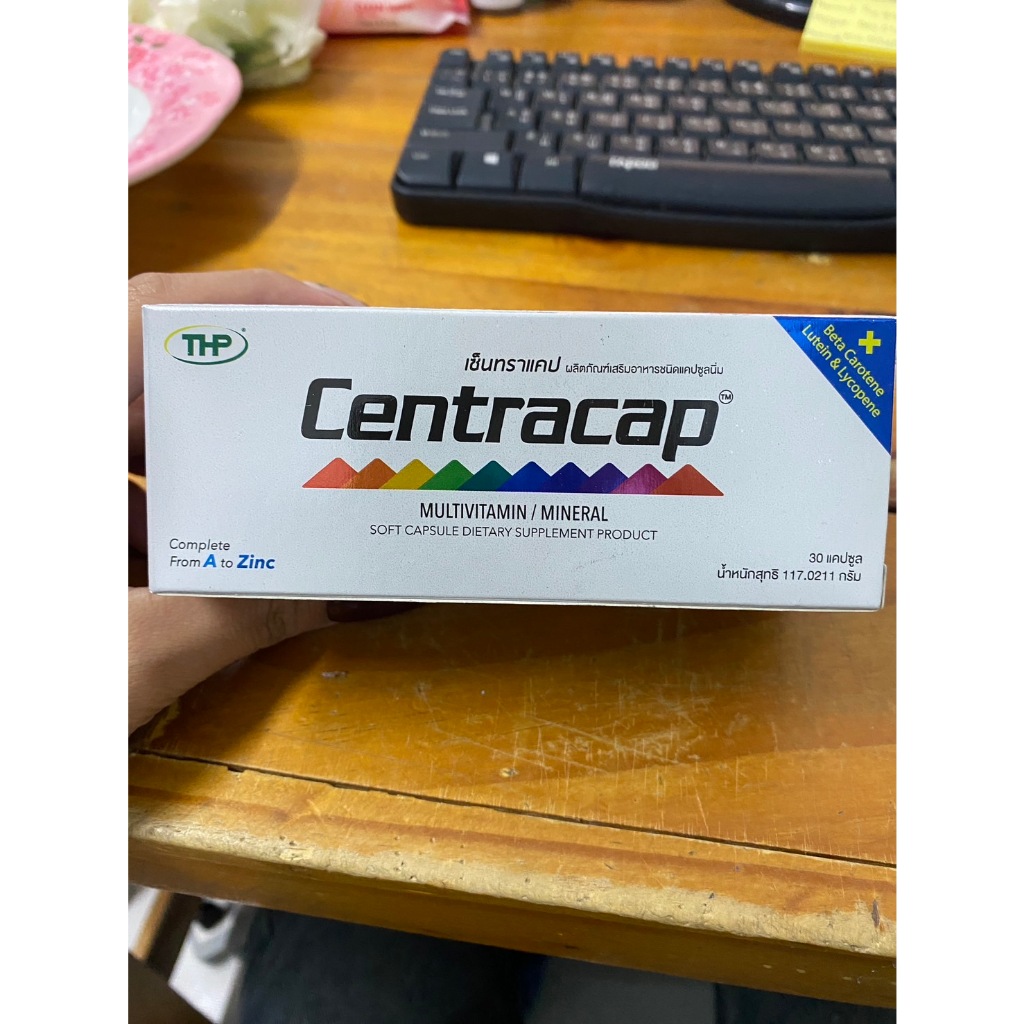 THP®
+
Beta Carotene
Lutein & Lycopene
เซ็นทราแคป ผลิตภัณฑ์เสริมอาหารชนิดแคปซูลนิ่ม
Centracap™
MULTIVITAMIN / MINERAL
SOFT CAPSULE DIETARY SUPPLEMENT PRODUCT
Complete
From A to Zinc
30 แคปซูล
น้ำหนักสุทธิ 117.0211 กรัม
rapoo